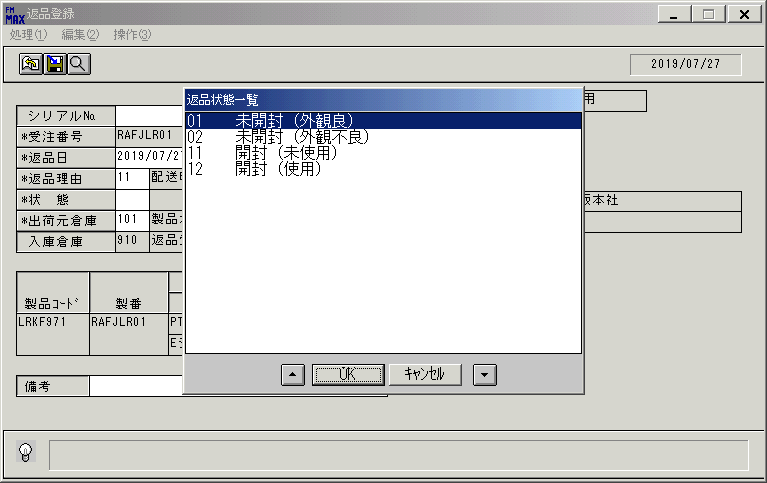 FM MAX 返品登録
処理(1) 編集(2) 操作(3)
2019/07/27
返品状態一覧
01 未開封（外観良）
02 未開封（外観不良）
11 開封（未使用）
12 開封（使用）
OK キャンセル
用
シリアル№
*受注番号 RAFJLR01
*返品日 2019/07/27
*返品理由 11 配送
*状　態
本社
*出荷元倉庫 101 製品
入庫倉庫 910 返品
製品ｺｰﾄﾞ 製番
LRKF971 RAFJLR01 PT
E
備考